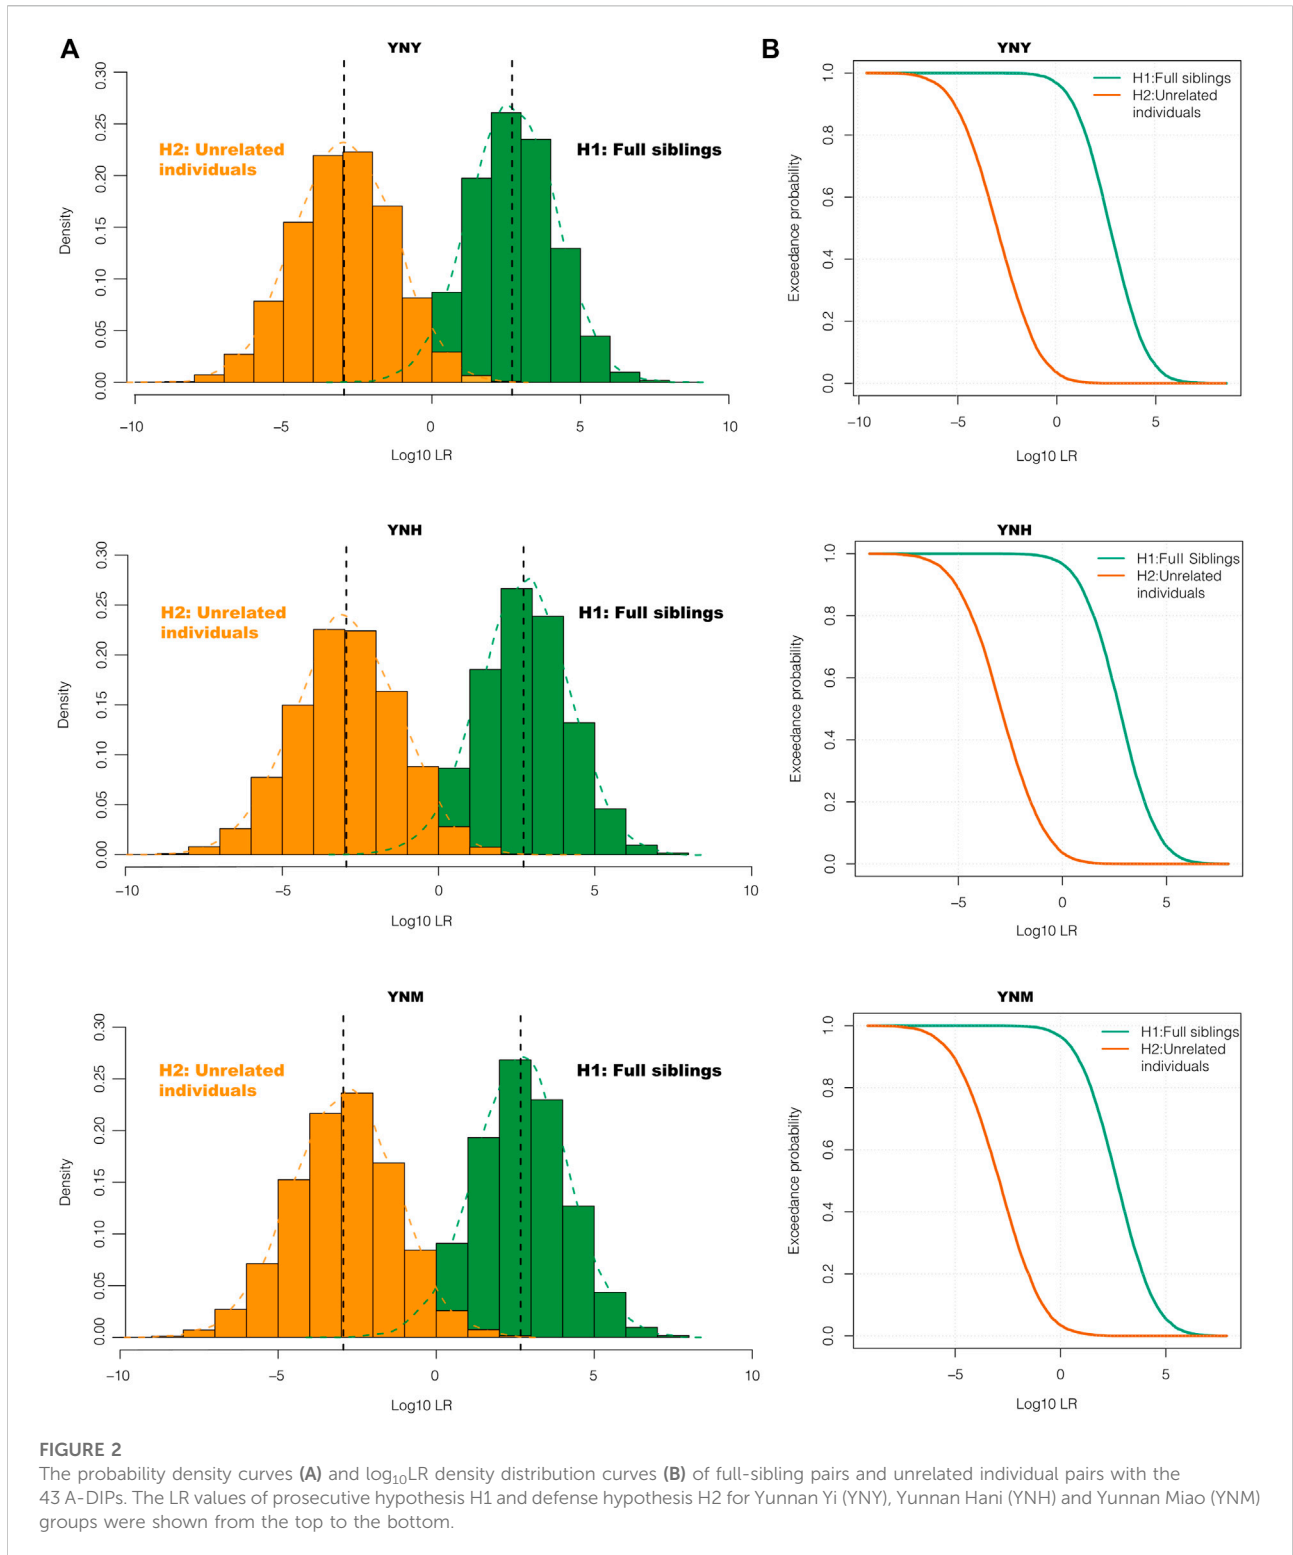 A
YNY
0.30
0.25
0.20
0.15
0.10
0.05
0.00
Density
H2: Unrelated
individuals
H1: Full siblings
−10
−5
0
5
10
Log10 LR
B
YNY
1.0
0.8
0.6
0.4
0.2
0.0
Exceedance probability
H1:Full siblings
H2:Unrelated
individuals
−10
−5
0
5
Log10 LR
YNH
0.30
0.25
0.20
0.15
0.10
0.05
0.00
Density
H2: Unrelated
individuals
H1: Full siblings
−10
−5
0
5
10
Log10 LR
YNH
1.0
0.8
0.6
0.4
0.2
0.0
Exceedance probability
H1:Full Siblings
H2:Unrelated
individuals
−5
0
5
Log10 LR
YNM
0.30
0.25
0.20
0.15
0.10
0.05
0.00
Density
H2: Unrelated
individuals
H1: Full siblings
−10
−5
0
5
10
Log10 LR
YNM
1.0
0.8
0.6
0.4
0.2
0.0
Exceedance probability
H1:Full siblings
H2:Unrelated
individuals
−5
0
5
Log10 LR
FIGURE 2
The probability density curves (A) and log₁₀LR density distribution curves (B) of full-sibling pairs and unrelated individual pairs with the
43 A-DIPs. The LR values of prosecutive hypothesis H1 and defense hypothesis H2 for Yunnan Yi (YNY), Yunnan Hani (YNH) and Yunnan Miao (YNM)
groups were shown from the top to the bottom.